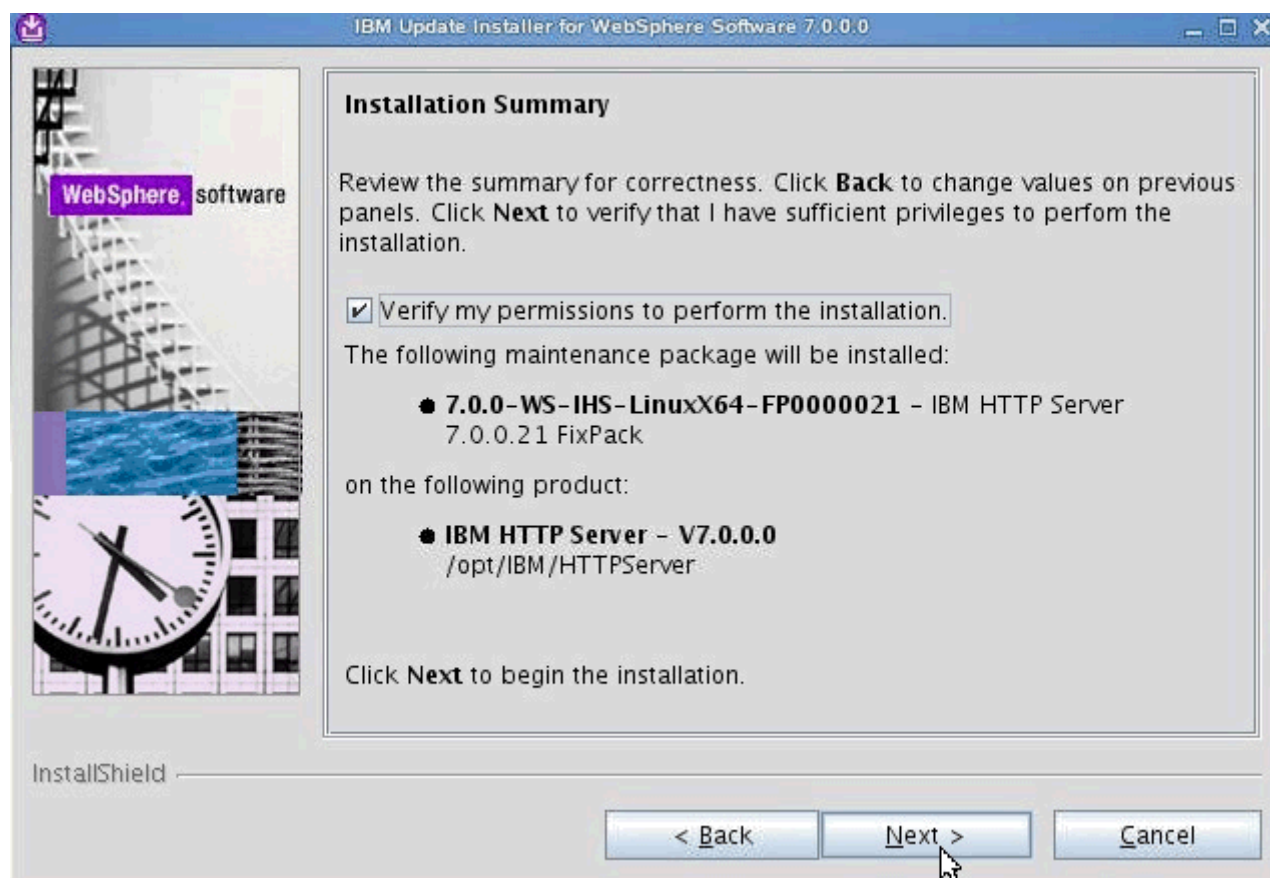 IBM Update Installer for WebSphere Software 7.0.0.0
WebSphere. software
Installation Summary
Review the summary for correctness. Click Back to change values on previous
panels. Click Next to verify that I have sufficient privileges to perfom the
installation.
Verify my permissions to perform the installation.
The following maintenance package will be installed:
7.0.0-WS-IHS-LinuxX64-FP0000021 - IBM HTTP Server
7.0.0.21 FixPack
on the following product:
IBM HTTP Server - V7.0.0.0
/opt/IBM/HTTPServer
Click Next to begin the installation.
InstallShield
< Back
Next >
Cancel